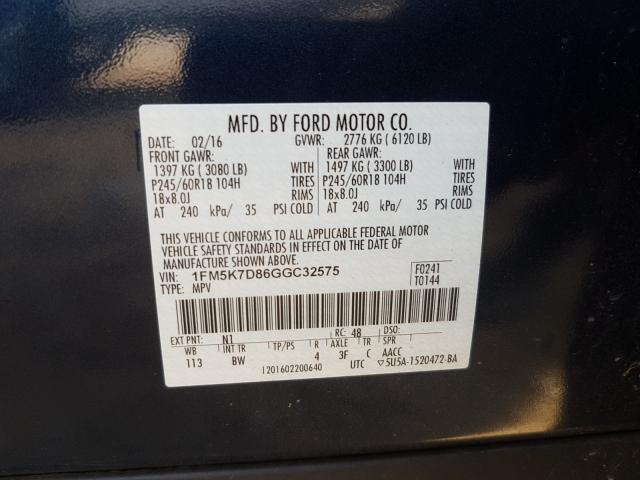 MFD. BY FORD MOTOR CO.
DATE: 02/16 GVWR: 2776 KG ( 6120 LB)
FRONT GAWR: REAR GAWR:
1397 KG ( 3080 LB) WITH 1497 KG ( 3300 LB) WITH
P245/60R18 104H TIRES P245/60R18 104H TIRES
18x8.0J RIMS 18x8.0J RIMS
AT 240 kPa/ 35 PSI COLD AT 240 kPa/ 35 PSI COLD
THIS VEHICLE CONFORMS TO ALL APPLICABLE FEDERAL MOTOR
VEHICLE SAFETY STANDARDS IN EFFECT ON THE DATE OF
MANUFACTURE SHOWN ABOVE.
VIN: 1FM5K7D86GGC32575 F0241
TYPE: MPV T0144
EXT PNT: N1 RC: 48 DSO:
WB INT TR TP/PS R AXLE TR SPR
113 BW 4 3F C AACC
1201602200640 UTC ▽5U5A-1520472-BA